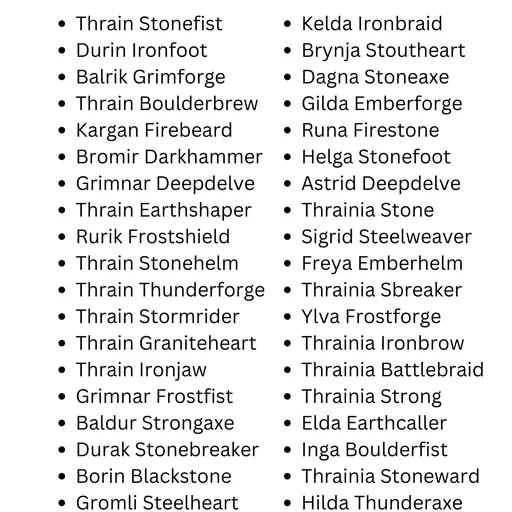 Thrain Stonefist
Durin Ironfoot
Balrik Grimforge
Thrain Boulderbrew
Kargan Firebeard
Bromir Darkhammer
Grimnar Deepdelve
Thrain Earthshaper
Rurik Frostshield
Thrain Stonehelm
Thrain Thunderforge
Thrain Stormrider
Thrain Graniteheart
Thrain Ironjaw
Grimnar Frostfist
Baldur Strongaxe
Durak Stonebreaker
Borin Blackstone
Gromli Steelheart
Kelda Ironbraid
Brynja Stoutheart
Dagna Stoneaxe
Gilda Emberforge
Runa Firestone
Helga Stonefoot
Astrid Deepdelve
Thrainia Stone
Sigrid Steelweaver
Freya Emberhelm
Thrainia Sbreaker
Ylva Frostforge
Thrainia Ironbrow
Thrainia Battlebraid
Thrainia Strong
Elda Earthcaller
Inga Boulderfist
Thrainia Stoneward
Hilda Thunderaxe